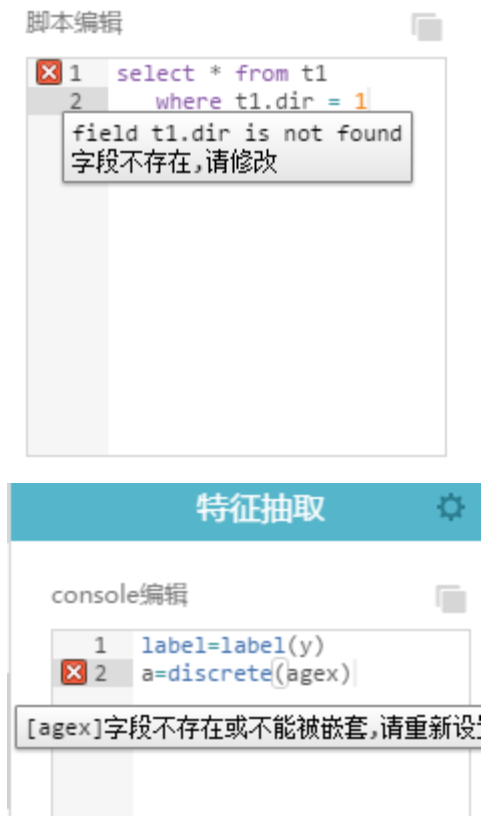 脚本编辑
1 select * from t1
2 where t1.dir = 1
field t1.dir is not found
字段不存在,请修改
特征抽取
console编辑
1 label=label(y)
2 a=discrete(agex)
[agex]字段不存在或不能被嵌套,请重新设